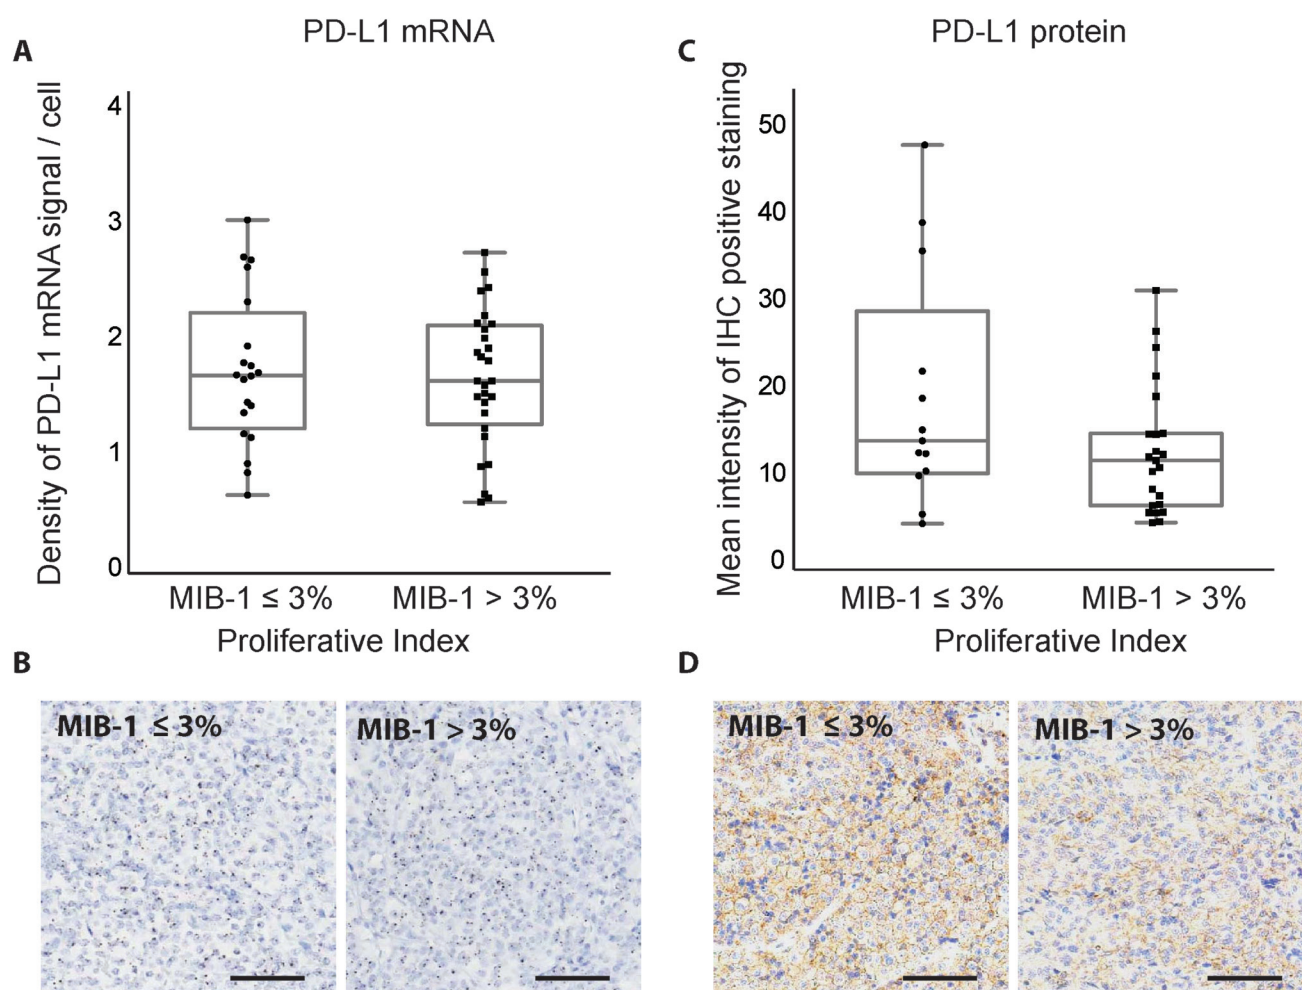 A
PD-L1 mRNA
Density of PD-L1 mRNA signal / cell
4
3
2
1
0
MIB-1 ≤ 3%
MIB-1 > 3%
Proliferative Index
C
PD-L1 protein
Mean intensity of IHC positive staining
50
40
30
20
10
0
MIB-1 ≤ 3%
MIB-1 > 3%
Proliferative Index
B
MIB-1 ≤ 3%
MIB-1 > 3%
D
MIB-1 ≤ 3%
MIB-1 > 3%